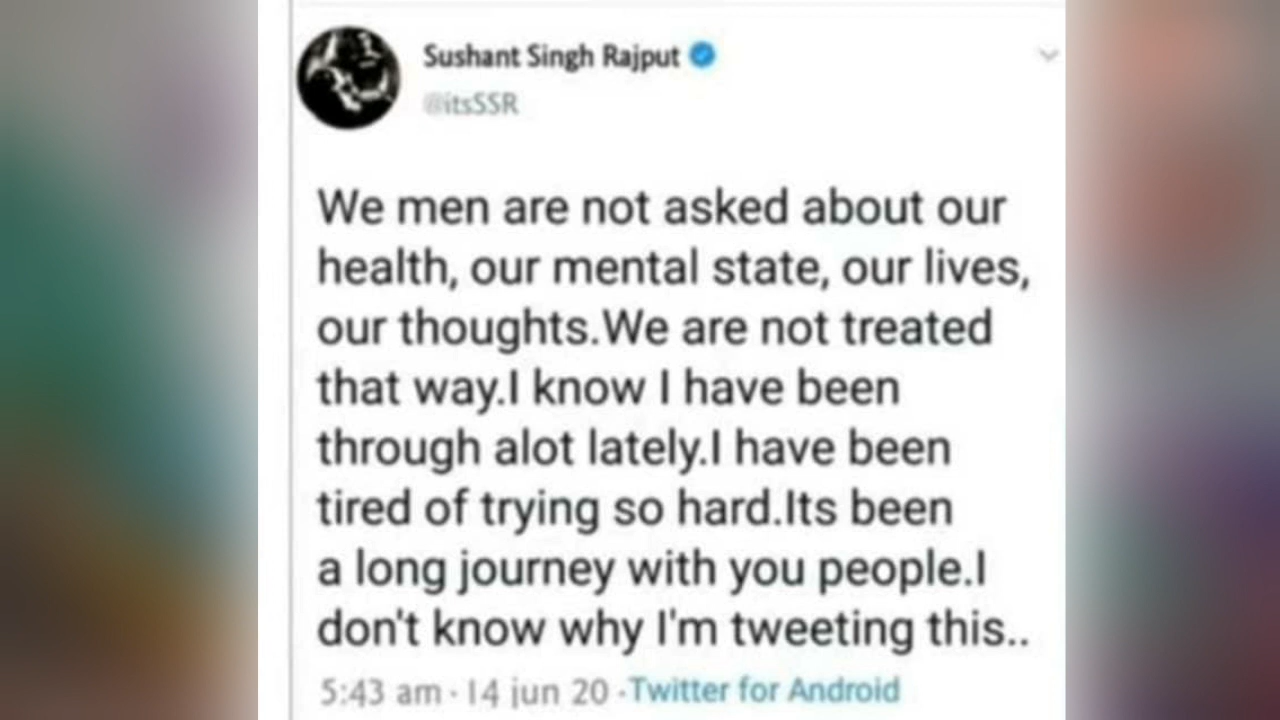 Sushant Singh Rajput
@itsSSR
We men are not asked about our
health, our mental state, our lives,
our thoughts.We are not treated
that way.I know I have been
through alot lately.I have been
tired of trying so hard.Its been
a long journey with you people.I
don't know why I'm tweeting this..
5:43 am · 14 jun 20 ·Twitter for Android